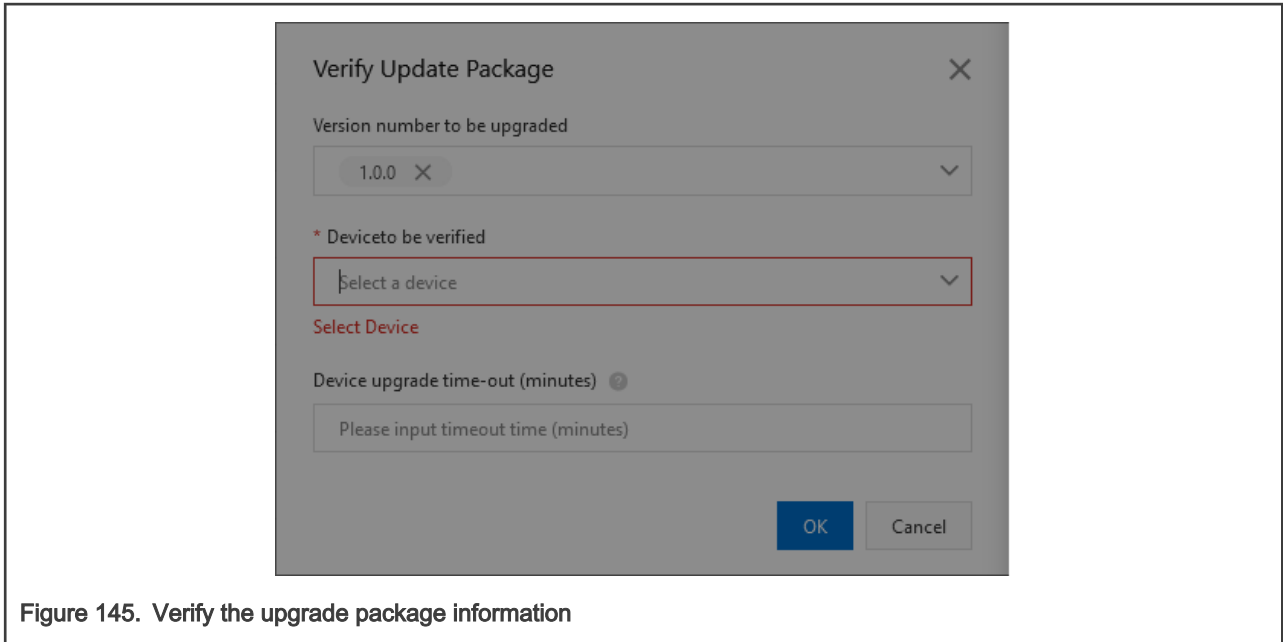 Verify Update Package
Version number to be upgraded
1.0.0
* Deviceto be verified
Select a device
Select Device
Device upgrade time-out (minutes) ?
Please input timeout time (minutes)
OK Cancel
Figure 145. Verify the upgrade package information